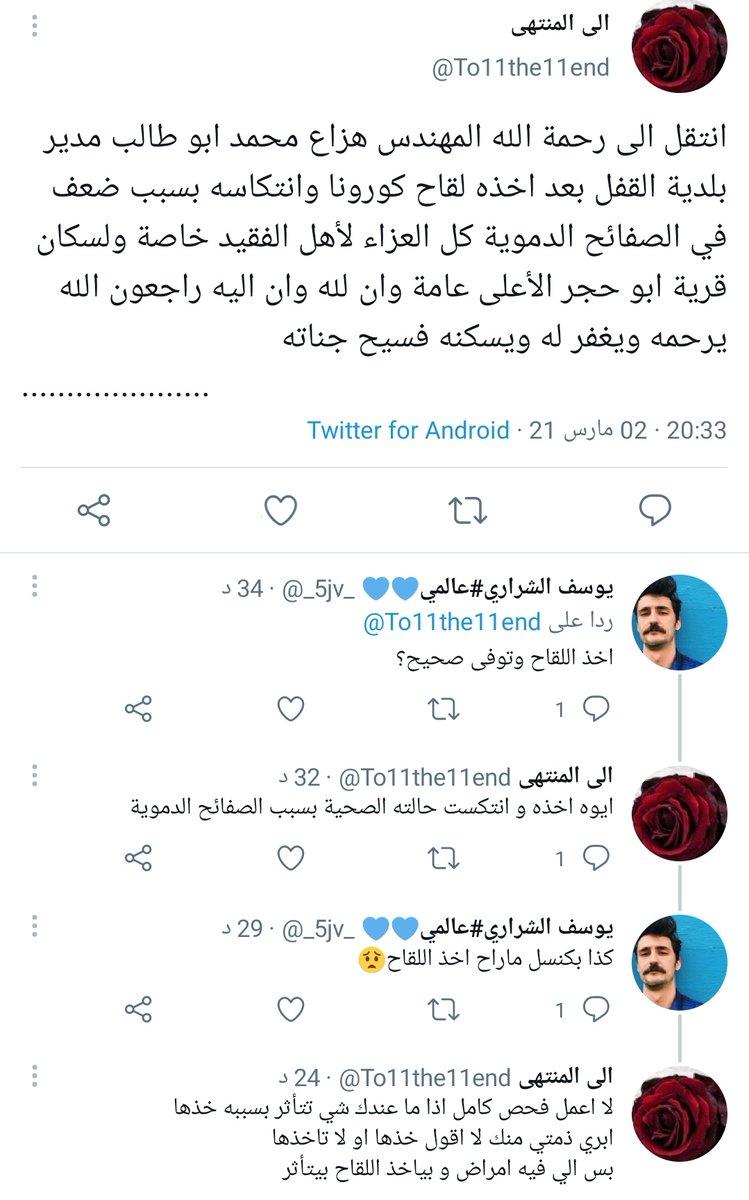 الى المنتهى
@To11the11end
انتقل الى رحمة الله المهندس هزاع محمد ابو طالب مدير
بلدية القفل بعد اخذه لقاح كورونا وانتكاسه بسبب ضعف
في الصفائح الدموية كل العزاء لأهل الفقيد خاصة ولسكان
قرية ابو حجر الأعلى عامة وان لله وان اليه راجعون الله
يرحمه ويغفر له ويسكنه فسيح جناته
.....................
20:33 · 02 مارس 21 · Twitter for Android
يوسف الشراري#عالمي💙💙 @_5jv_ · 34 د
ردا على @To11the11end
اخذ اللقاح وتوفى صحيح؟
1
الى المنتهى @To11the11end · 32 د
ايوه اخذه و انتكست حالته الصحية بسبب الصفائح الدموية
1
يوسف الشراري#عالمي💙💙 @_5jv_ · 29 د
كذا بكنسل ماراح اخذ اللقاح😟
1
الى المنتهى @To11the11end · 24 د
لا اعمل فحص كامل اذا ما عندك شي تتأثر بسببه خذها
ابري ذمتي منك لا اقول خذها او لا تاخذها
بس الي فيه امراض و بياخذ اللقاح بيتأثر